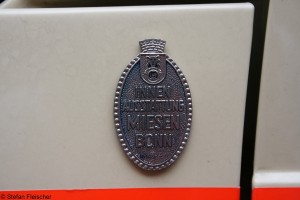 INNEN
AUSSTATTUNG
MIESEN
BONN
© Stefan Fleischer